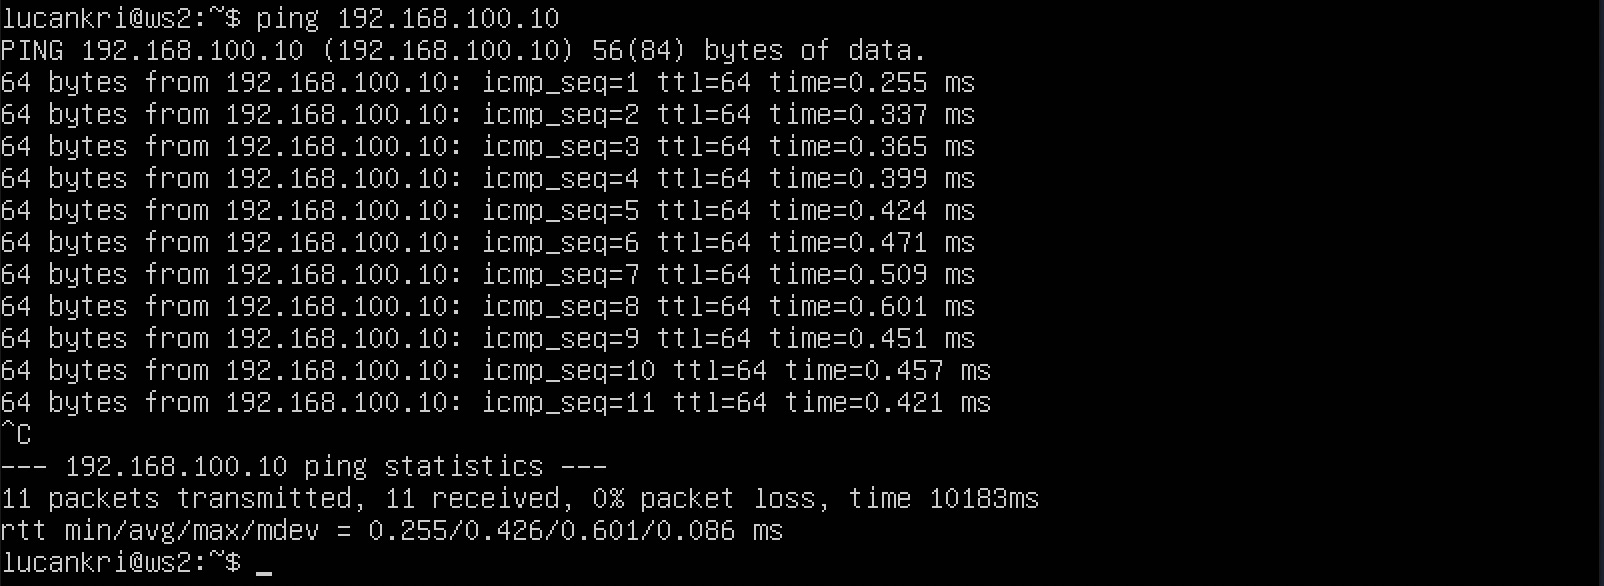 lucankri@ws2:~$ ping 192.168.100.10
PING 192.168.100.10 (192.168.100.10) 56(84) bytes of data.
64 bytes from 192.168.100.10: icmp_seq=1 ttl=64 time=0.255 ms
64 bytes from 192.168.100.10: icmp_seq=2 ttl=64 time=0.337 ms
64 bytes from 192.168.100.10: icmp_seq=3 ttl=64 time=0.365 ms
64 bytes from 192.168.100.10: icmp_seq=4 ttl=64 time=0.399 ms
64 bytes from 192.168.100.10: icmp_seq=5 ttl=64 time=0.424 ms
64 bytes from 192.168.100.10: icmp_seq=6 ttl=64 time=0.471 ms
64 bytes from 192.168.100.10: icmp_seq=7 ttl=64 time=0.509 ms
64 bytes from 192.168.100.10: icmp_seq=8 ttl=64 time=0.601 ms
64 bytes from 192.168.100.10: icmp_seq=9 ttl=64 time=0.451 ms
64 bytes from 192.168.100.10: icmp_seq=10 ttl=64 time=0.457 ms
64 bytes from 192.168.100.10: icmp_seq=11 ttl=64 time=0.421 ms
^C
--- 192.168.100.10 ping statistics ---
11 packets transmitted, 11 received, 0% packet loss, time 10183ms
rtt min/avg/max/mdev = 0.255/0.426/0.601/0.086 ms
lucankri@ws2:~$ _